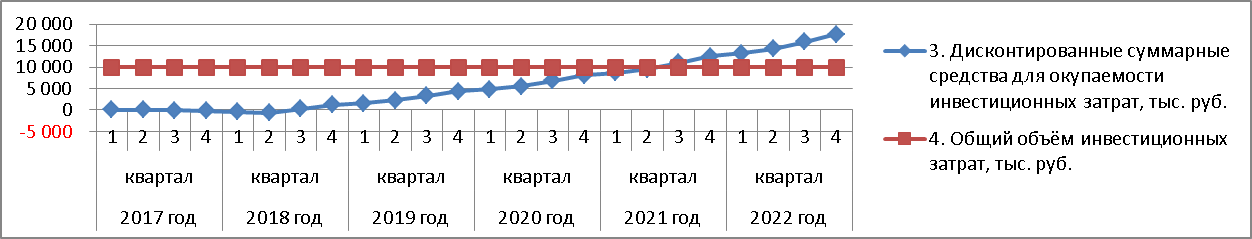 20 000
15 000
10 000
5 000
0
-5 000
1 2 3 4 1 2 3 4 1 2 3 4 1 2 3 4 1 2 3 4 1 2 3 4
квартал квартал квартал квартал квартал квартал
2017 год 2018 год 2019 год 2020 год 2021 год 2022 год
3. Дисконтированные суммарные
средства для окупаемости
инвестиционных затрат, тыс. руб.
4. Общий объём инвестиционных
затрат, тыс. руб.